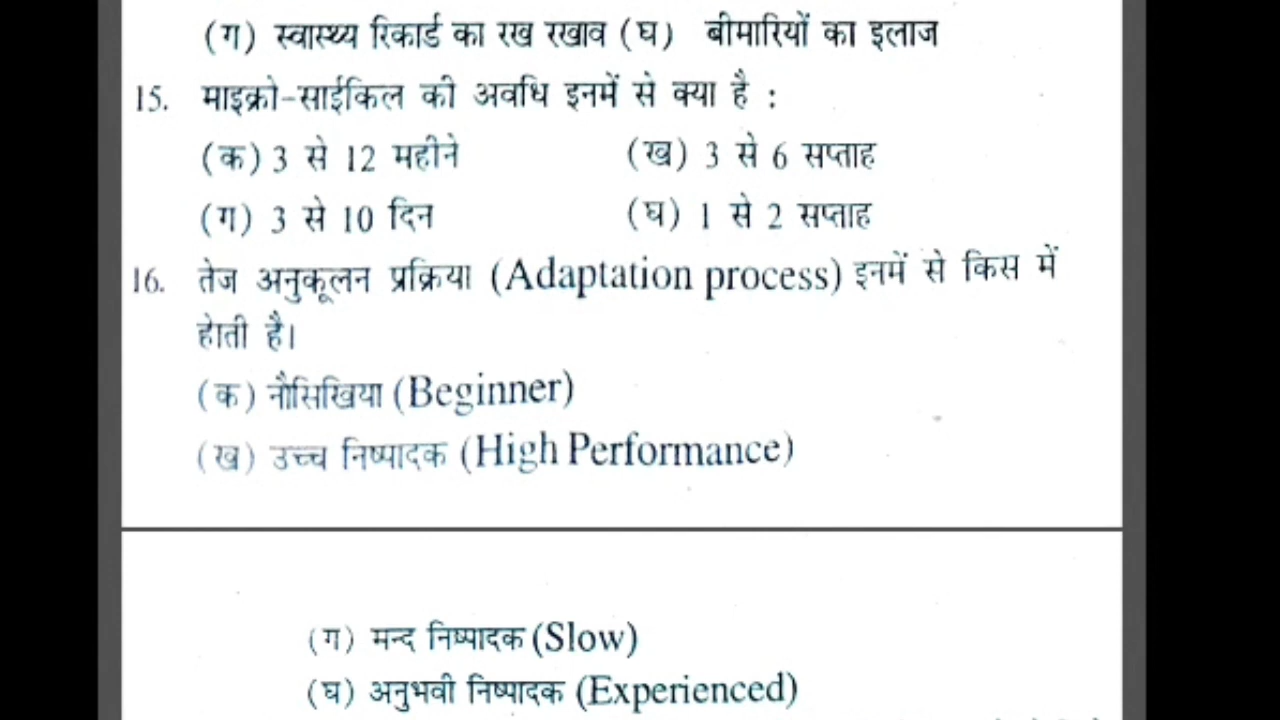 (ग) स्वास्थ्य रिकार्ड का रख रखाव (घ) बीमारियों का इलाज
15. माइक्रो-साईकिल की अवधि इनमें से क्या है :
(क) 3 से 12 महीने (ख) 3 से 6 सप्ताह
(ग) 3 से 10 दिन (घ) 1 से 2 सप्ताह
16. तेज अनुकूलन प्रक्रिया (Adaptation process) इनमें से किस में
होती है।
(क) नौसिखिया (Beginner)
(ख) उच्च निष्पादक (High Performance)
(ग) मन्द निष्पादक (Slow)
(घ) अनुभवी निष्पादक (Experienced)